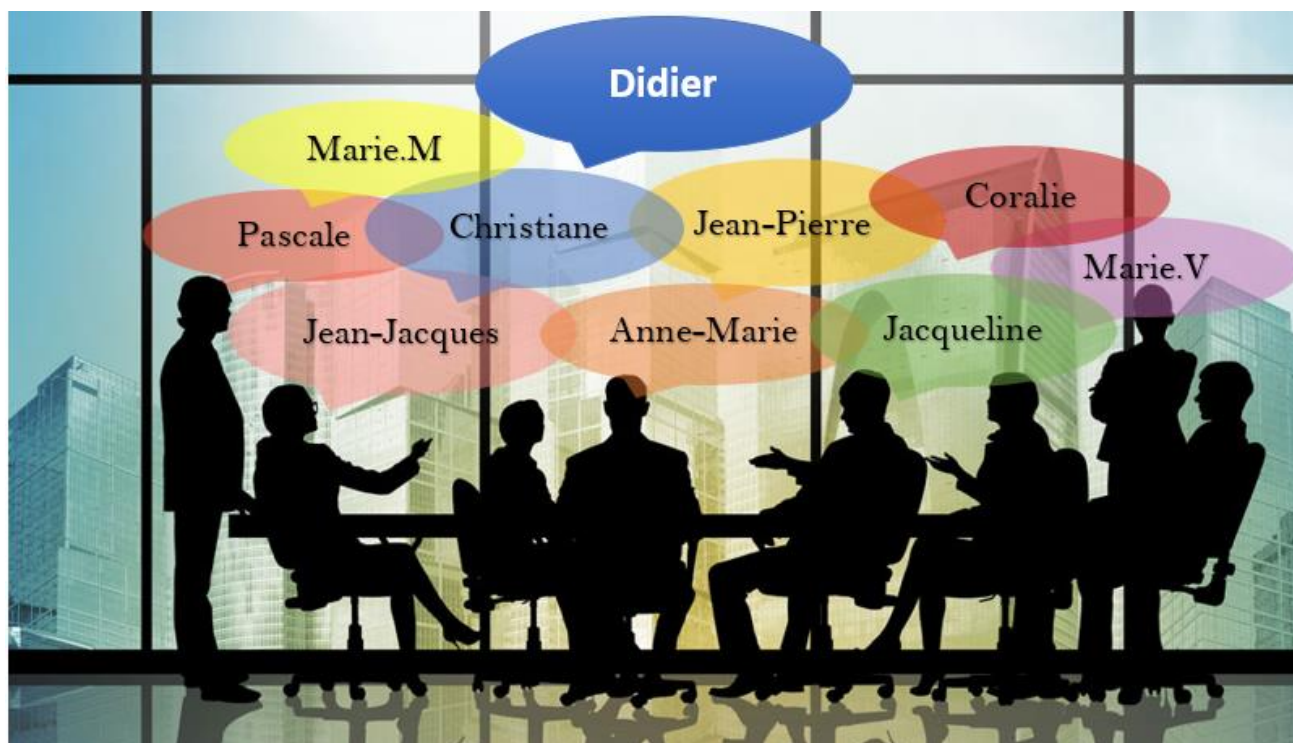 Didier
Marie.M
Coralie
Pascale
Christiane
Jean-Pierre
Marie.V
Jean-Jacques
Anne-Marie
Jacqueline